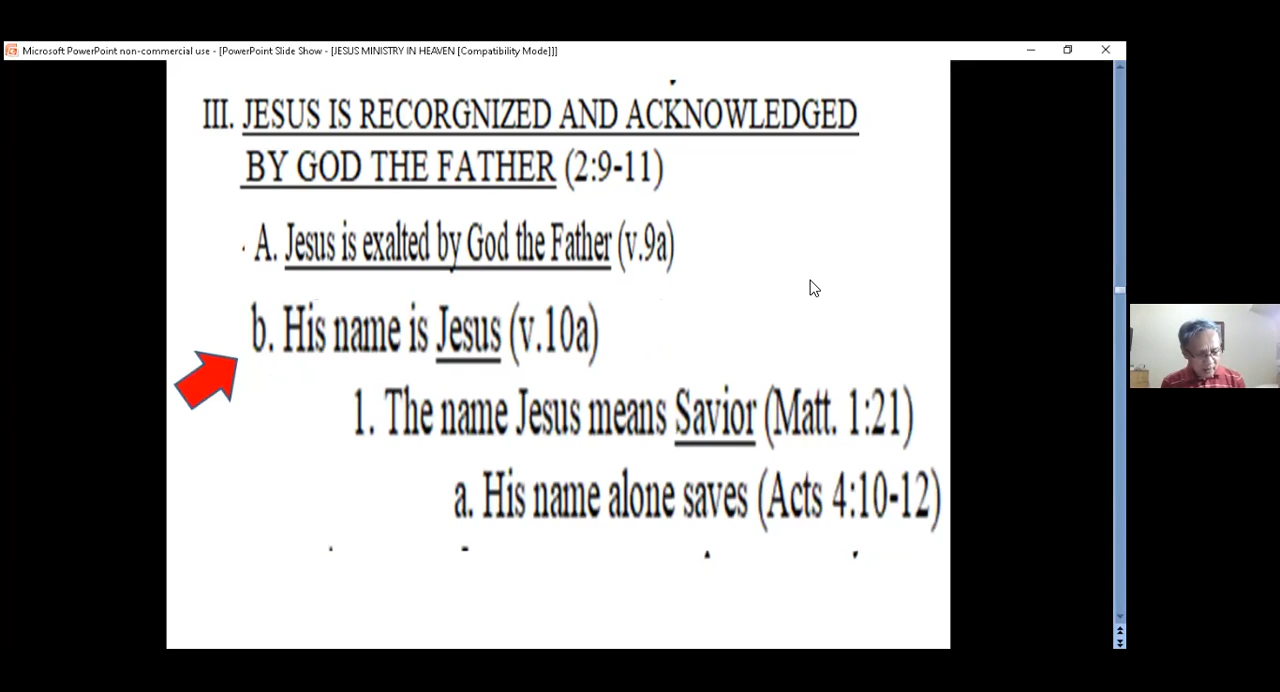 Microsoft PowerPoint non-commercial use - [PowerPoint Slide Show - [JESUS MINISTRY IN HEAVEN [Compatibility Mode]]]
III. JESUS IS RECORGNIZED AND ACKNOWLEDGED
BY GOD THE FATHER (2:9-11)
A. Jesus is exalted by God the Father (v.9a)
b. His name is Jesus (v.10a)
1. The name Jesus means Savior (Matt. 1:21)
a. His name alone saves (Acts 4:10-12)